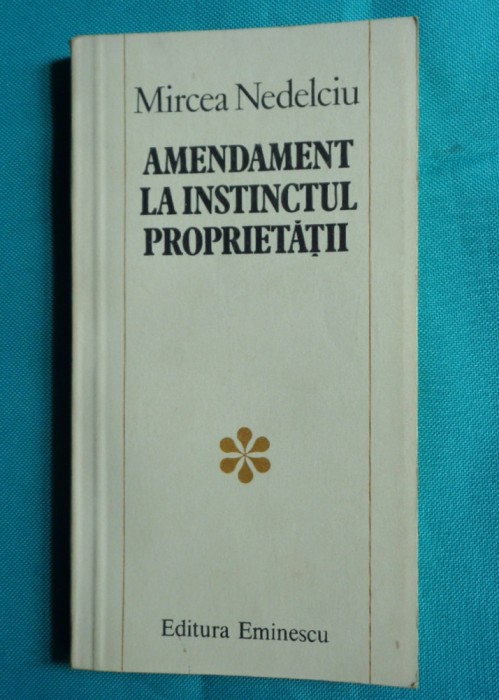 Mircea Nedelciu
AMENDAMENT
LA INSTINCTUL
PROPRIETĂȚII
Editura Eminescu